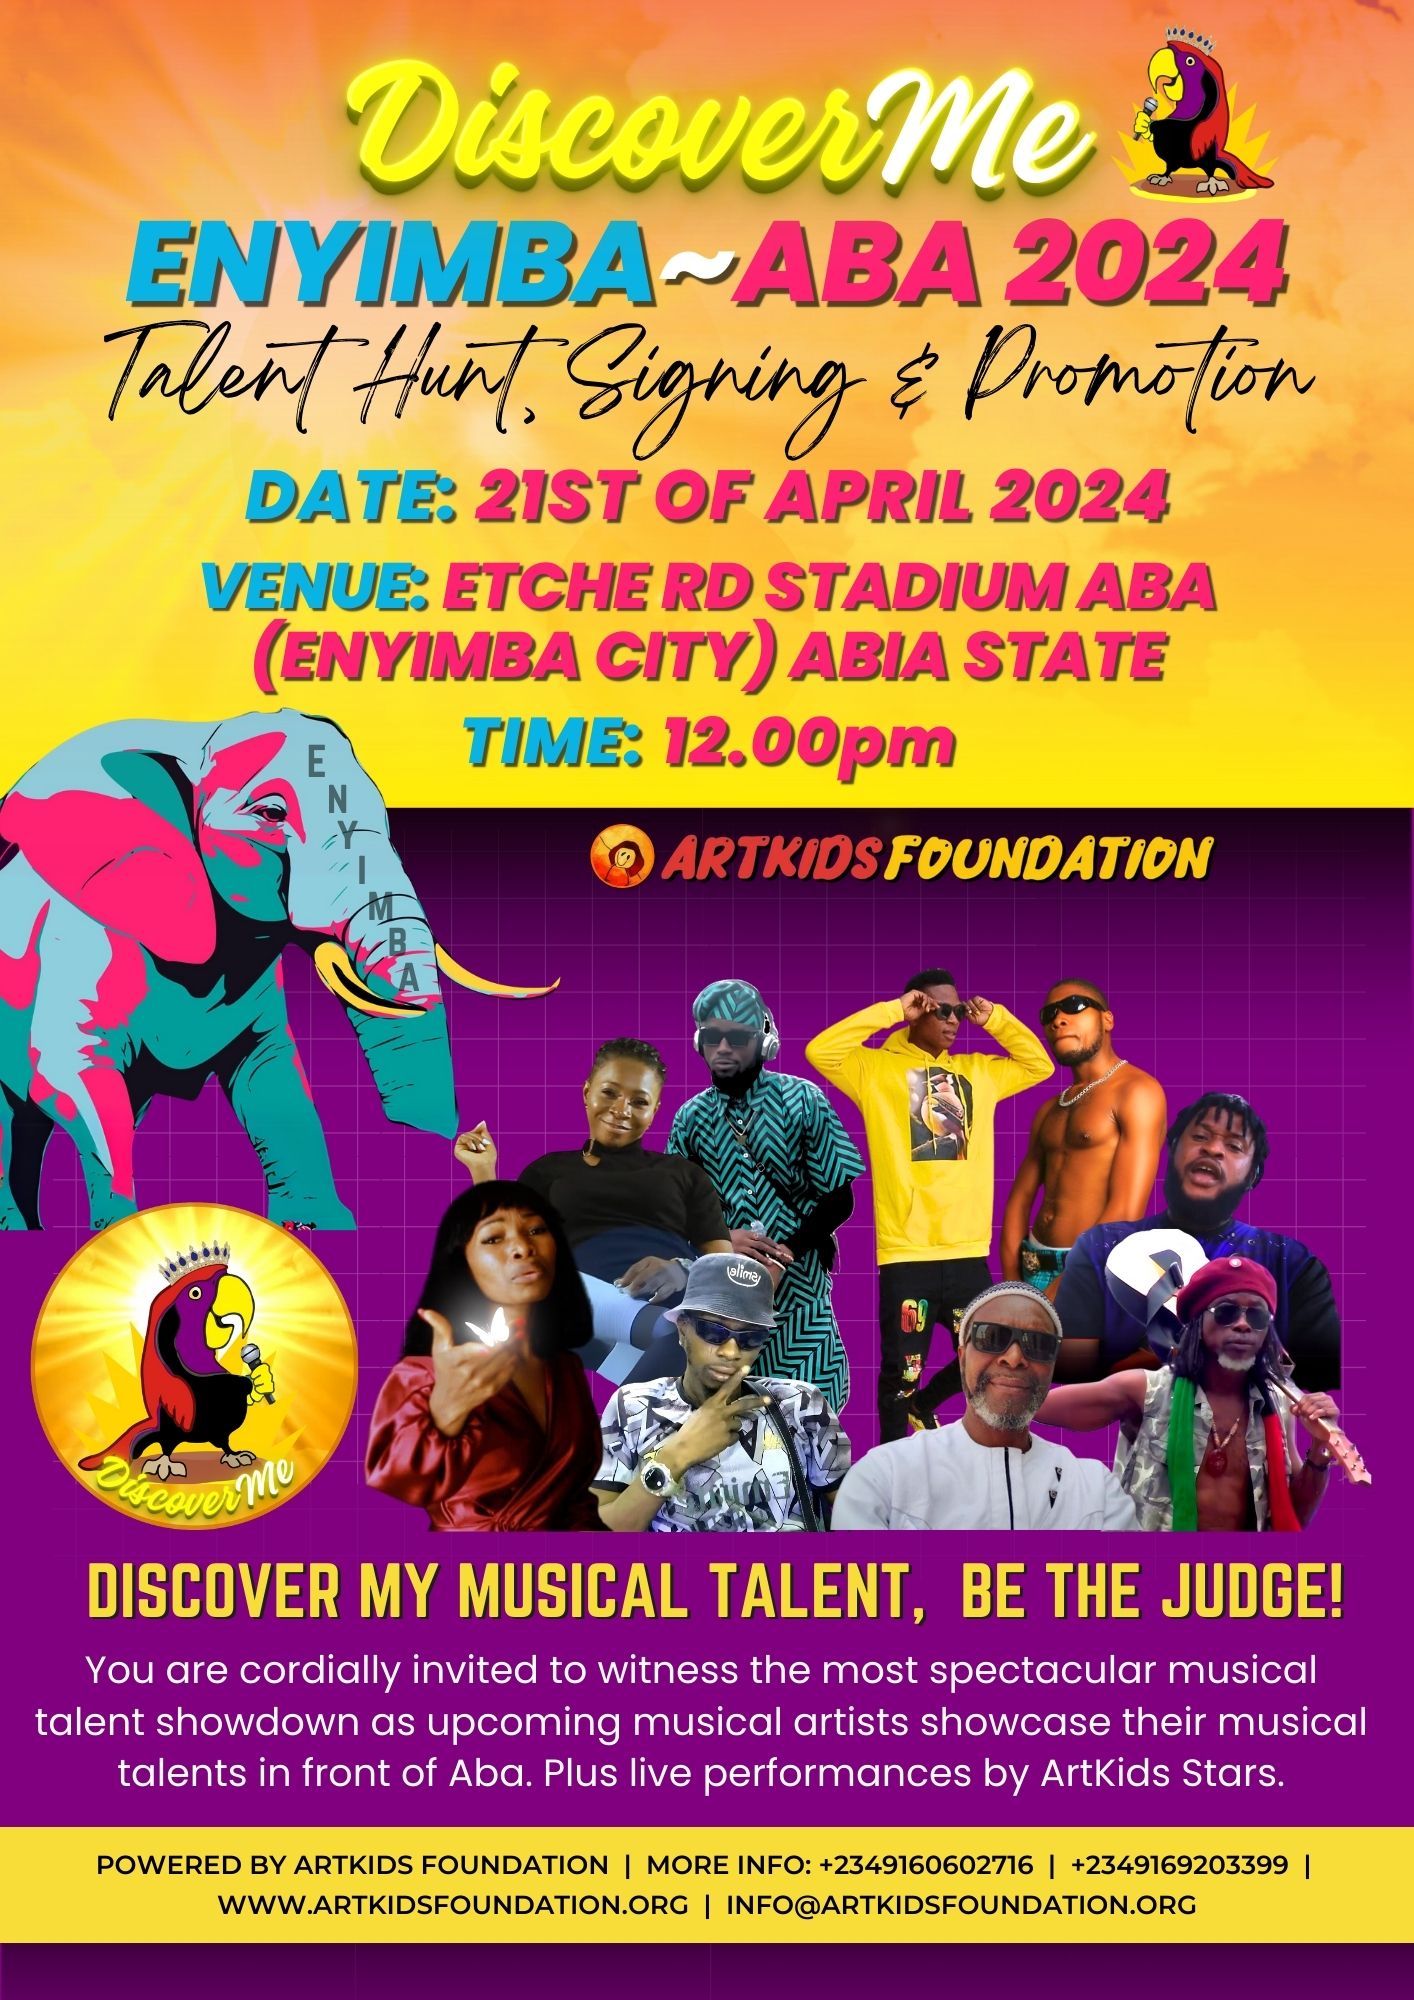 DiscoverMe
ENYIMBA~ABA 2024
Talent Hunt, Signing & Promotion
DATE: 21ST OF APRIL 2024
VENUE: ETCHE RD STADIUM ABA
(ENYIMBA CITY) ABIA STATE
TIME: 12.00pm
ENYIMBA
ARTKIDS FOUNDATION
smiley
69
DiscoverMe
DISCOVER MY MUSICAL TALENT, BE THE JUDGE!
You are cordially invited to witness the most spectacular musical
talent showdown as upcoming musical artists showcase their musical
talents in front of Aba. Plus live performances by ArtKids Stars.
POWERED BY ARTKIDS FOUNDATION | MORE INFO: +2349160602716 | +2349169203399 |
WWW.ARTKIDSFOUNDATION.ORG | INFO@ARTKIDSFOUNDATION.ORG